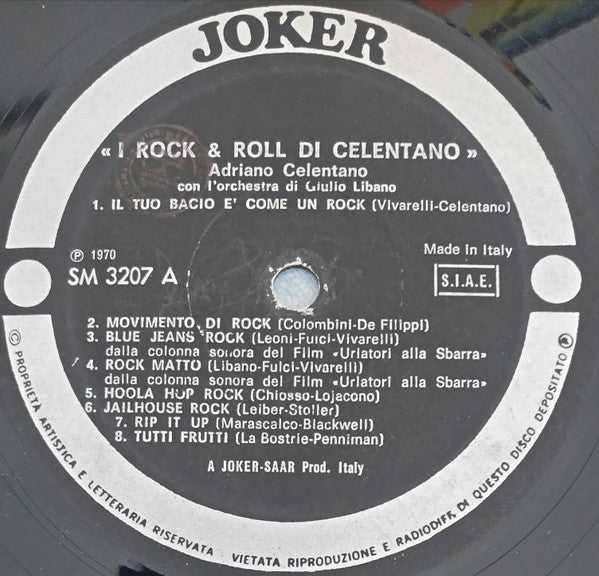 JOKER
« I ROCK & ROLL DI CELENTANO »
Adriano Celentano
con l'orchestra di Giulio Libano
1. IL TUO BACIO E' COME UN ROCK (Vivarelli-Celentano)
Ⓟ 1970
Made in Italy
SM 3207 A
S.I.A.E.
2. MOVIMENTO DI ROCK (Colombini-De Filippi)
3. BLUE JEANS ROCK (Leoni-Fulci-Vivarelli)
dalla colonna sonora del Film «Urlatori alla Sbarra»
4. ROCK MATTO (Libano-Fulci-Vivarelli)
dalla colonna sonora del Film «Urlatori alla Sbarra»
5. HOOLA HOP ROCK (Chiosso-Lojacono)
6. JAILHOUSE ROCK (Leiber-Stoller)
7. RIP IT UP (Marascalco-Blackwell)
8. TUTTI FRUTTI (La Bostrie-Penniman)
A JOKER-SAAR Prod. Italy
© PROPRIETA ARTISTICA E LETTERARIA RISERVATA . VIETATA RIPRODUZIONE E RADIODIFF. DI QUESTO DISCO DEPOSITATO Ⓟ